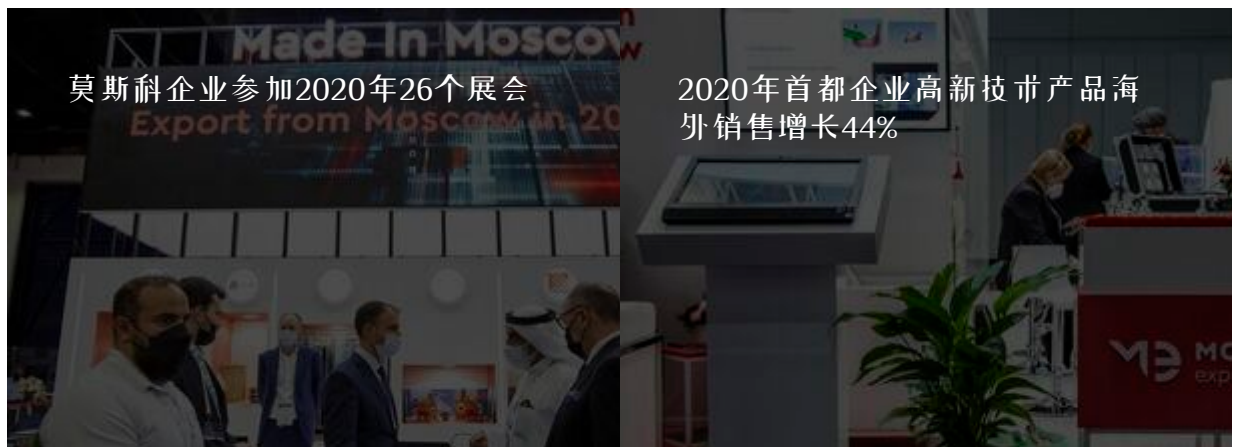 Made In Moscow
莫斯科企业参加2020年26个展会
Export from Moscow in 20
2020年首都企业高新技术产品海
外销售增长44%